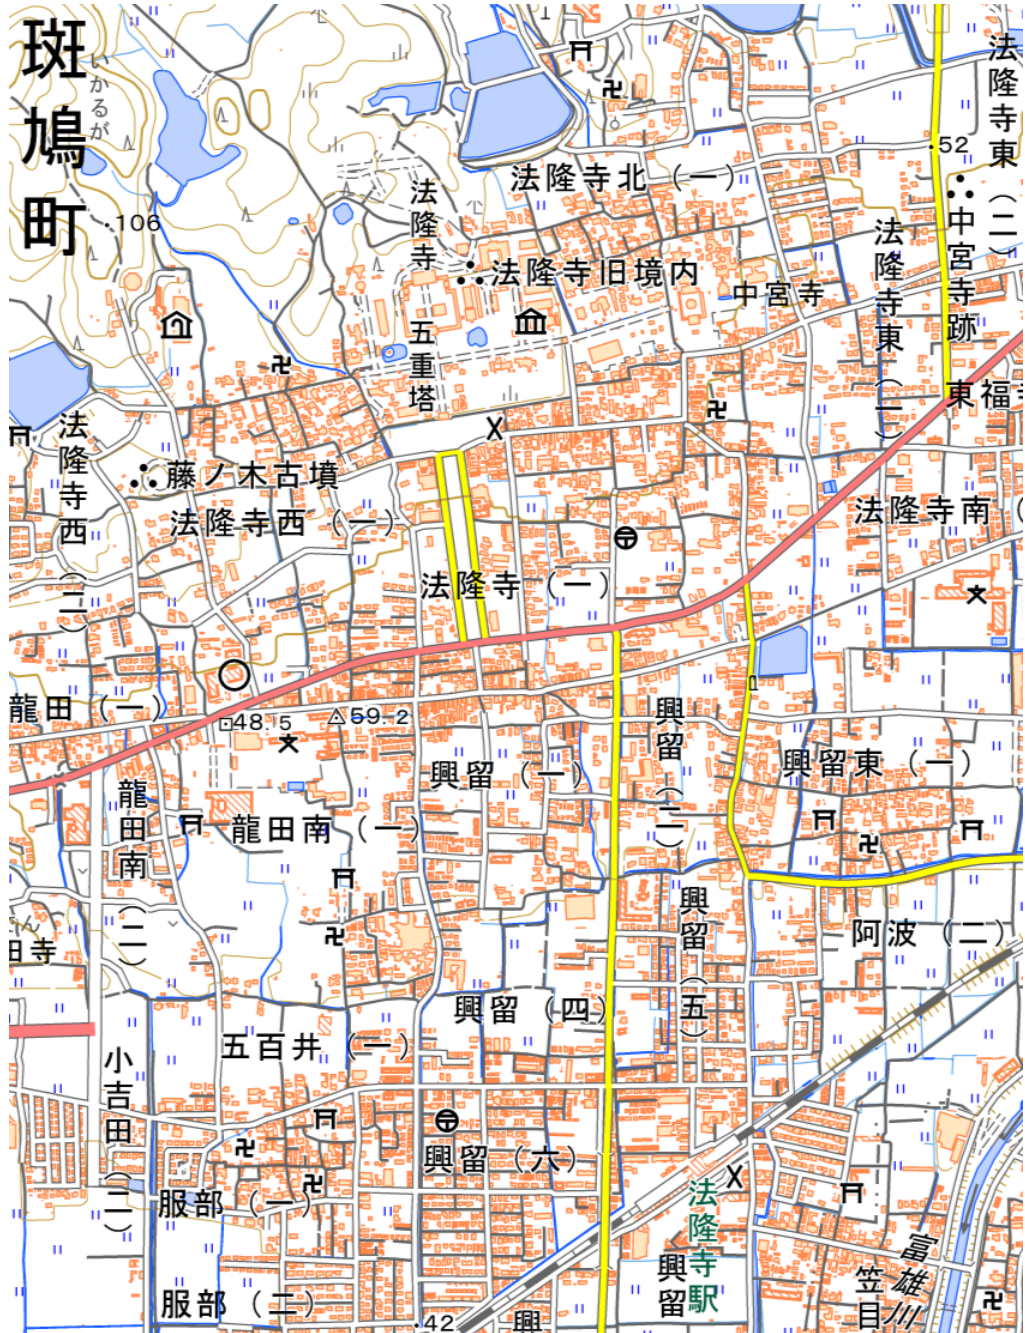 斑鳩町
いかるが
法隆寺東（二）
52
法隆寺北（一）
法隆寺
106
中宮寺跡
法隆寺東（一）
法隆寺旧境内
中宮寺
五重塔
東福寺
法隆寺西（二）
藤ノ木古墳
法隆寺西（一）
法隆寺南（
法隆寺（一）
龍田（一）
48.5
59.2
興留（二）
興留（一）
興留東（一）
龍田南（二）
龍田南（一）
田寺
興留（五）
阿波（二）
興留（四）
五百井（一）
小吉田（二）
興留（六）
服部（一）
法隆寺駅
興留
富雄川
笠目
服部（二）
42
興